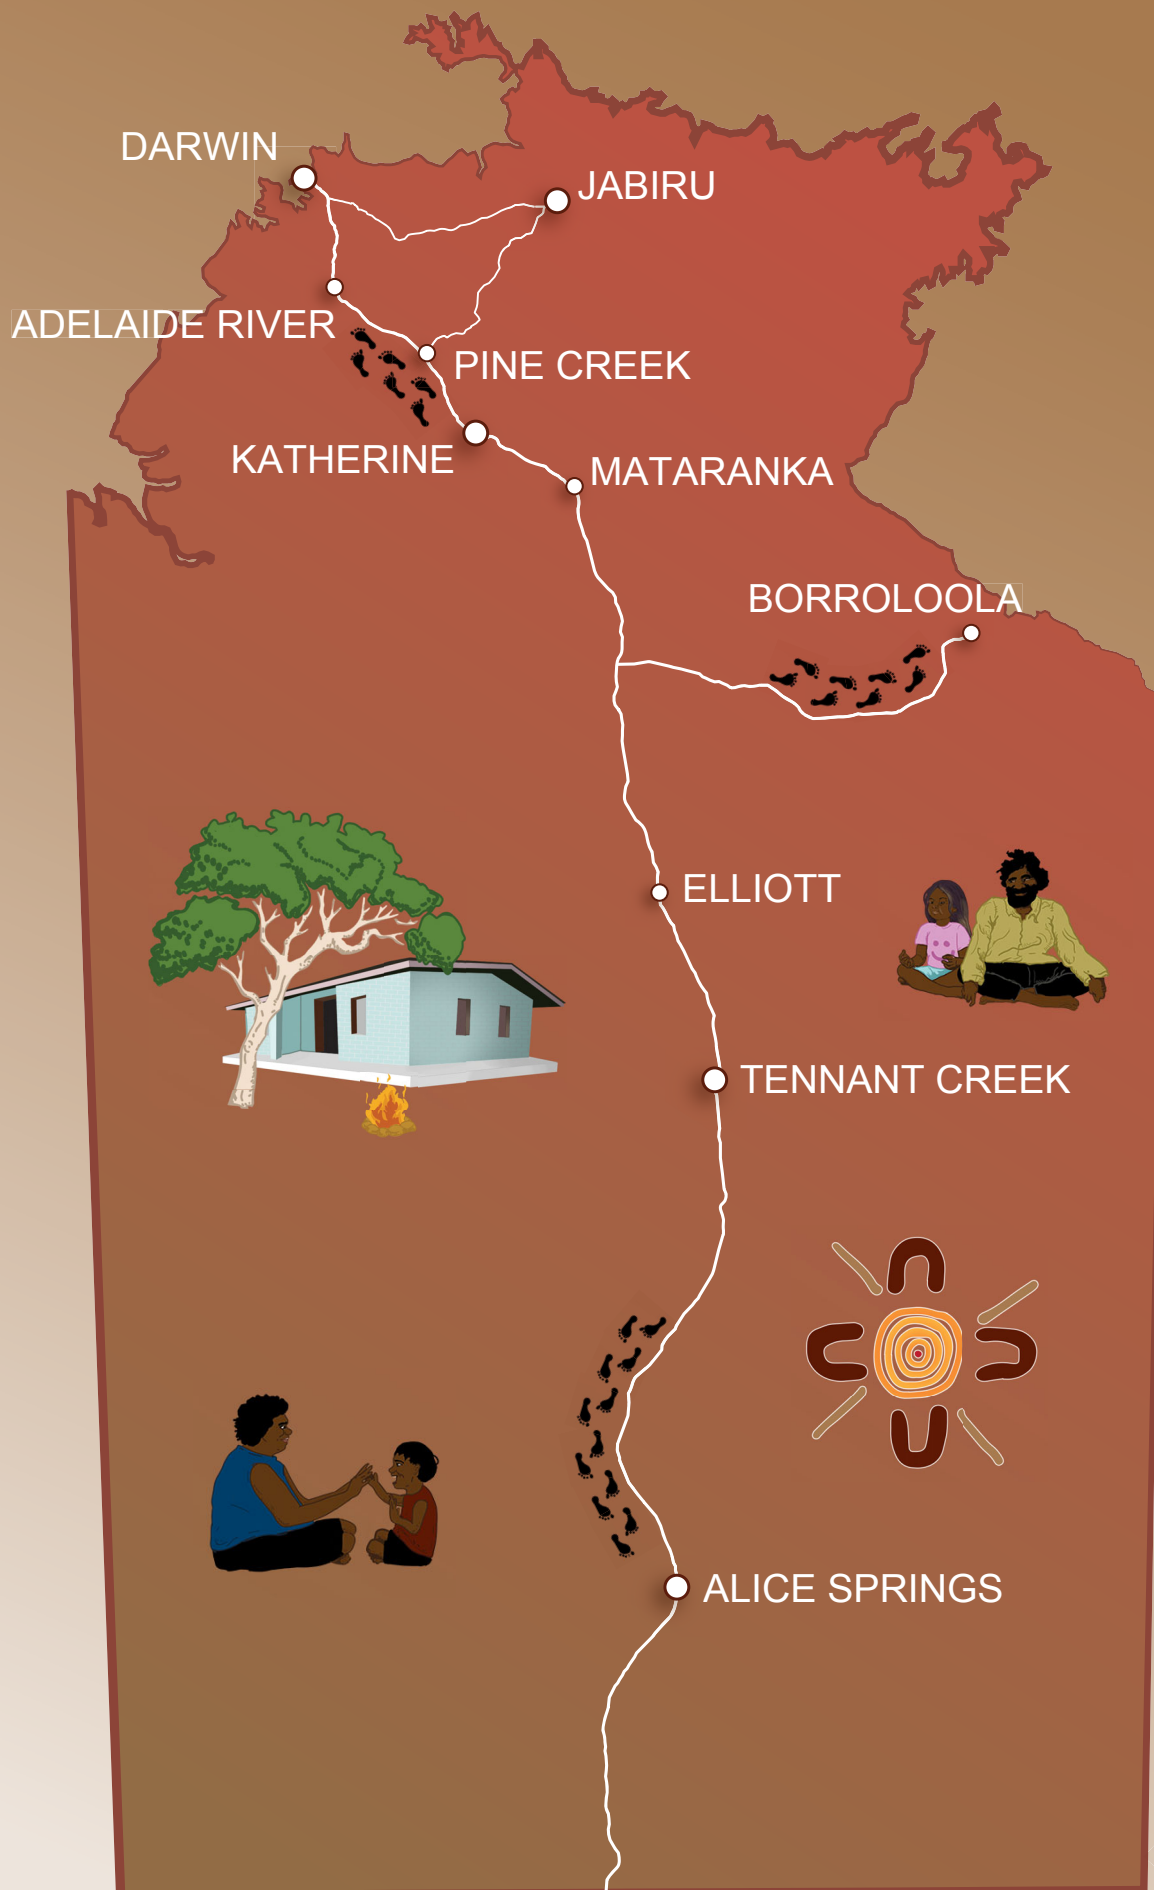 DARWIN
JABIRU
ADELAIDE RIVER
PINE CREEK
KATHERINE
MATARANKA
BORROLOOLA
ELLIOTT
TENNANT CREEK
ALICE SPRINGS